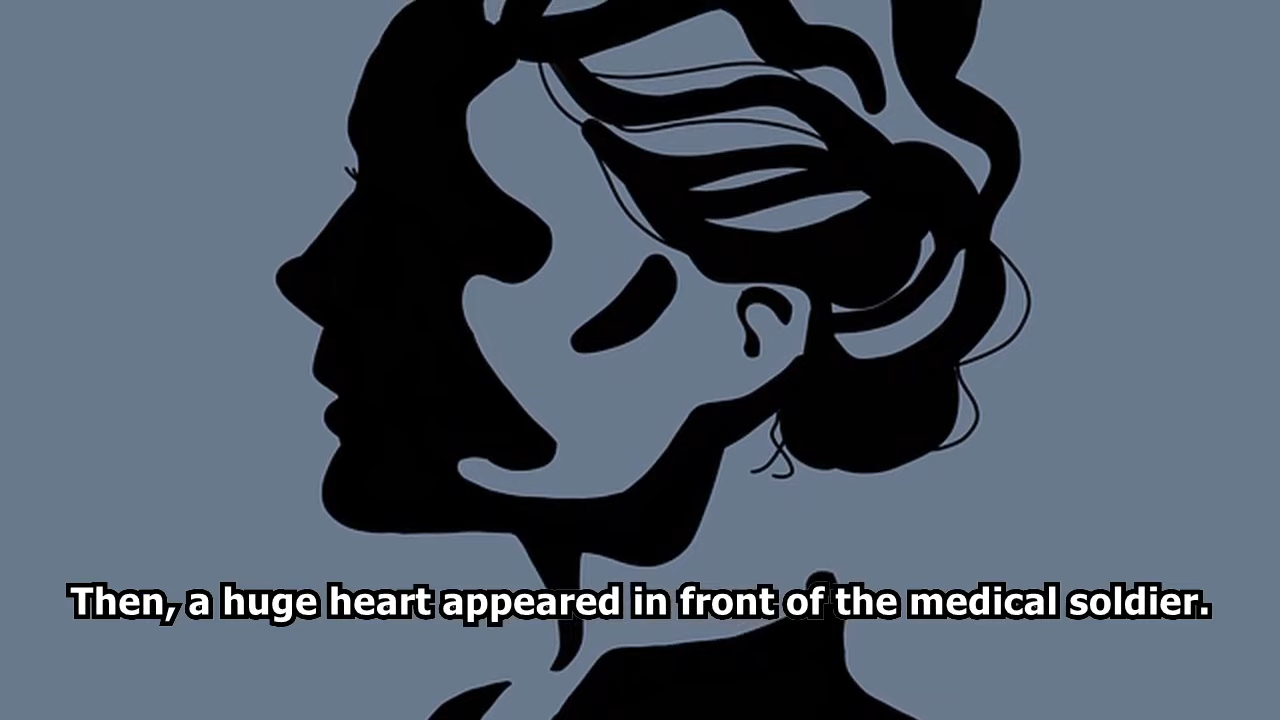 Then, a huge heart appeared in front of the medical soldier.